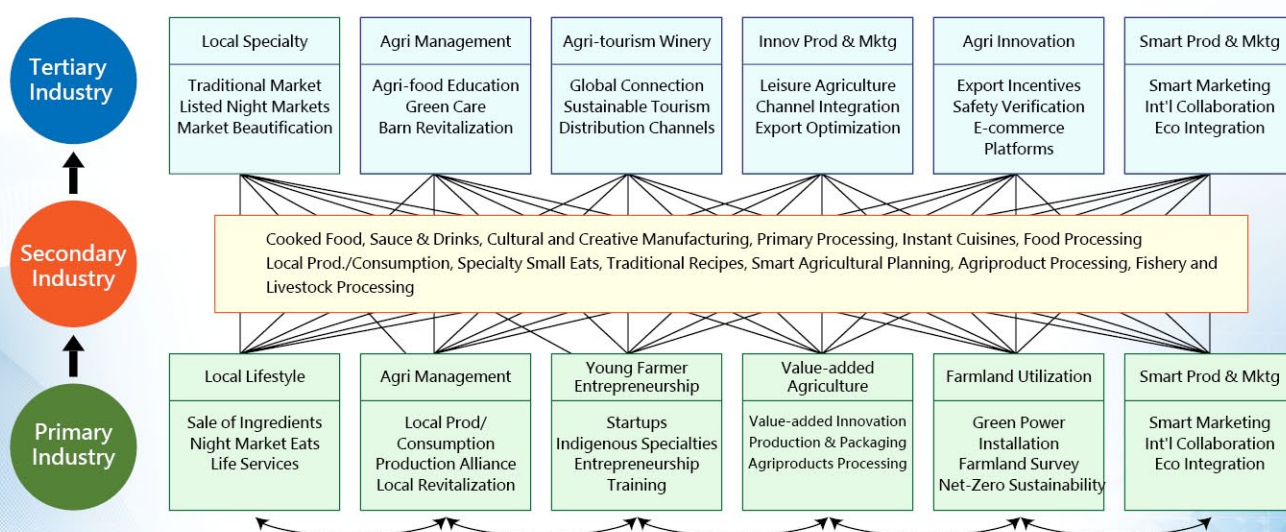 Tertiary
Industry
Local Specialty
Traditional Market
Listed Night Markets
Market Beautification
Agri Management
Agri-food Education
Green Care
Barn Revitalization
Agri-tourism Winery
Global Connection
Sustainable Tourism
Distribution Channels
Innov Prod & Mktg
Leisure Agriculture
Channel Integration
Export Optimization
Agri Innovation
Export Incentives
Safety Verification
E-commerce
Platforms
Smart Prod & Mktg
Smart Marketing
Int'l Collaboration
Eco Integration
Secondary
Industry
Cooked Food, Sauce & Drinks, Cultural and Creative Manufacturing, Primary Processing, Instant Cuisines, Food Processing
Local Prod./Consumption, Specialty Small Eats, Traditional Recipes, Smart Agricultural Planning, Agriproduct Processing, Fishery and
Livestock Processing
Primary
Industry
Local Lifestyle
Sale of Ingredients
Night Market Eats
Life Services
Agri Management
Local Prod/
Consumption
Production Alliance
Local Revitalization
Young Farmer
Entrepreneurship
Startups
Indigenous Specialties
Entrepreneurship
Training
Value-added
Agriculture
Value-added Innovation
Production & Packaging
Agriproducts Processing
Farmland Utilization
Green Power
Installation
Farmland Survey
Net-Zero Sustainability
Smart Prod & Mktg
Smart Marketing
Int'l Collaboration
Eco Integration